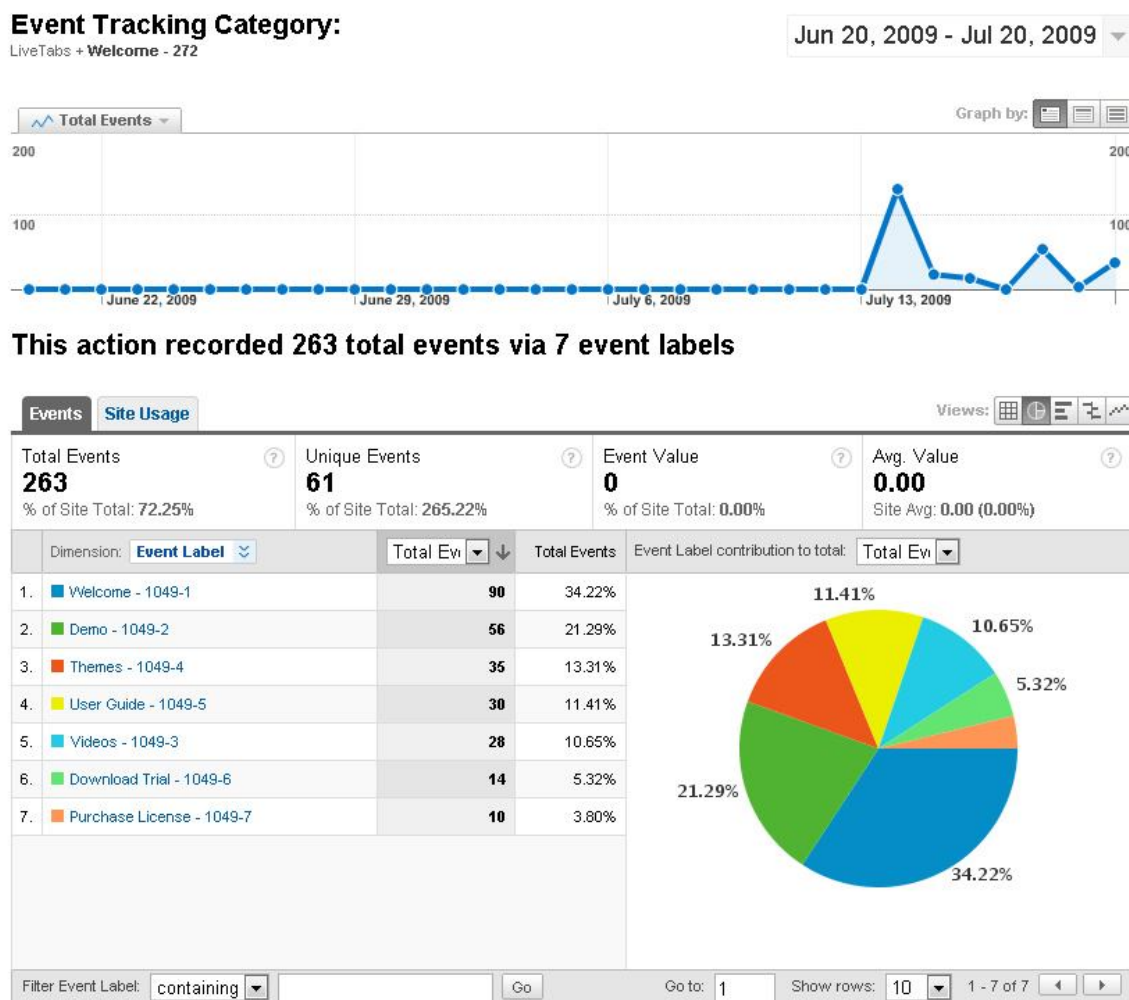 Event Tracking Category:
LiveTabs + Welcome - 272
Jun 20, 2009 - Jul 20, 2009
Total Events
Graph by:
200 200
100 100
June 22, 2009 June 29, 2009 July 6, 2009 July 13, 2009
This action recorded 263 total events via 7 event labels
Events Site Usage Views:
Total Events ? Unique Events ? Event Value ? Avg. Value ?
263 61 0 0.00
% of Site Total: 72.25% % of Site Total: 265.22% % of Site Total: 0.00% Site Avg: 0.00 (0.00%)
Dimension: Event Label Total Ev Total Events Event Label contribution to total: Total Ev
1. Welcome - 1049-1 90 34.22%
2. Demo - 1049-2 56 21.29%
3. Themes - 1049-4 35 13.31%
4. User Guide - 1049-5 30 11.41%
5. Videos - 1049-3 28 10.65%
6. Download Trial - 1049-6 14 5.32%
7. Purchase License - 1049-7 10 3.80%
11.41%
10.65%
13.31%
5.32%
21.29%
34.22%
Filter Event Label: containing Go Go to: 1 Show rows: 10 1 - 7 of 7